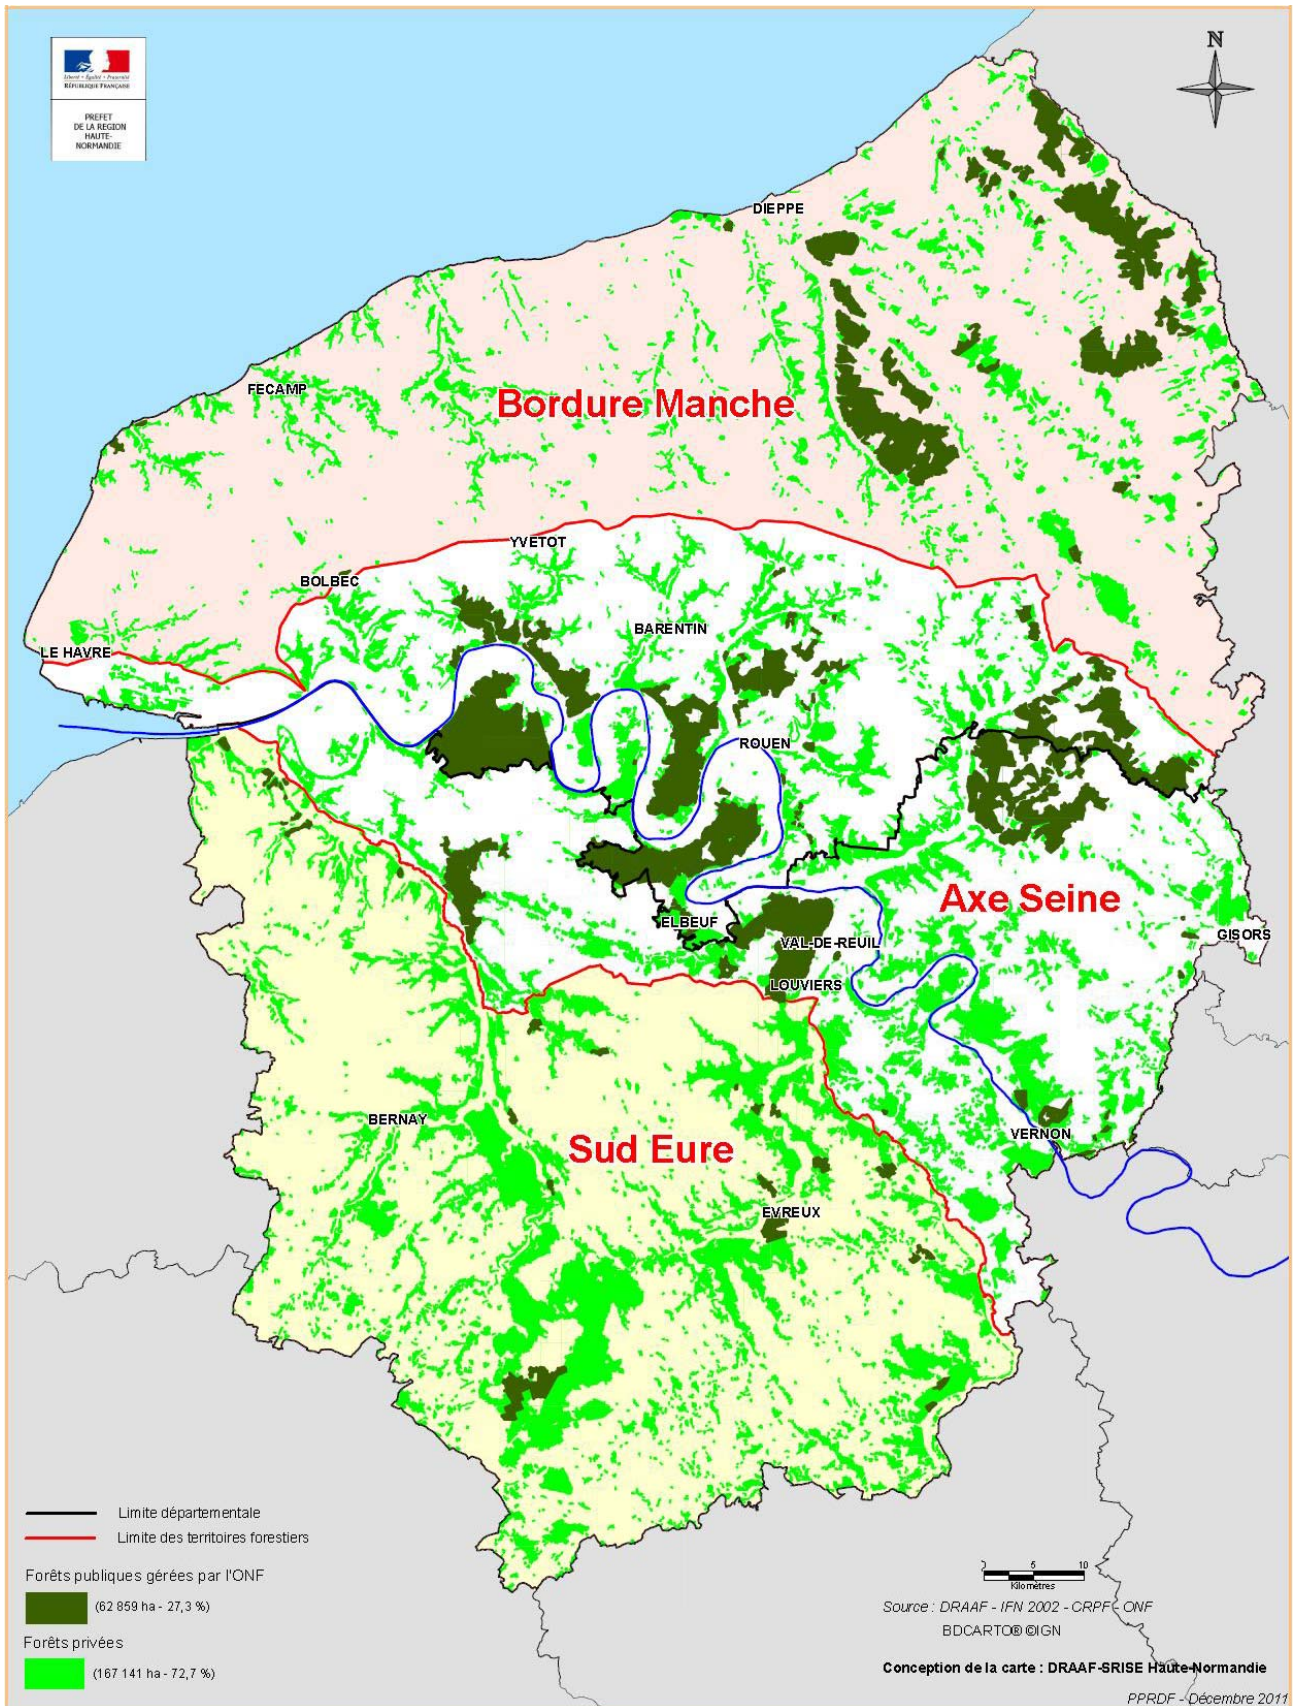 Liberté • Égalité • Fraternité
RÉPUBLIQUE FRANÇAISE
PREFET
DE LA REGION
HAUTE-
NORMANDIE
N
DIEPPE
FECAMP
Bordure Manche
YVETOT
BOLBEC
BARENTIN
LE HAVRE
ROUEN
Axe Seine
ELBEUF
GISORS
VAL-DE-REUIL
LOUVIERS
BERNAY
VERNON
Sud Eure
EVREUX
Limite départementale
Limite des territoires forestiers
Forêts publiques gérées par l'ONF
(62 859 ha - 27,3 %)
Forêts privées
(167 141 ha - 72,7 %)
0 5 10
Kilomètres
Source : DRAAF - IFN 2002 - CRPF - ONF
BDCARTO® ©IGN
Conception de la carte : DRAAF-SRISE Haute-Normandie
PPRDF - Décembre 2011